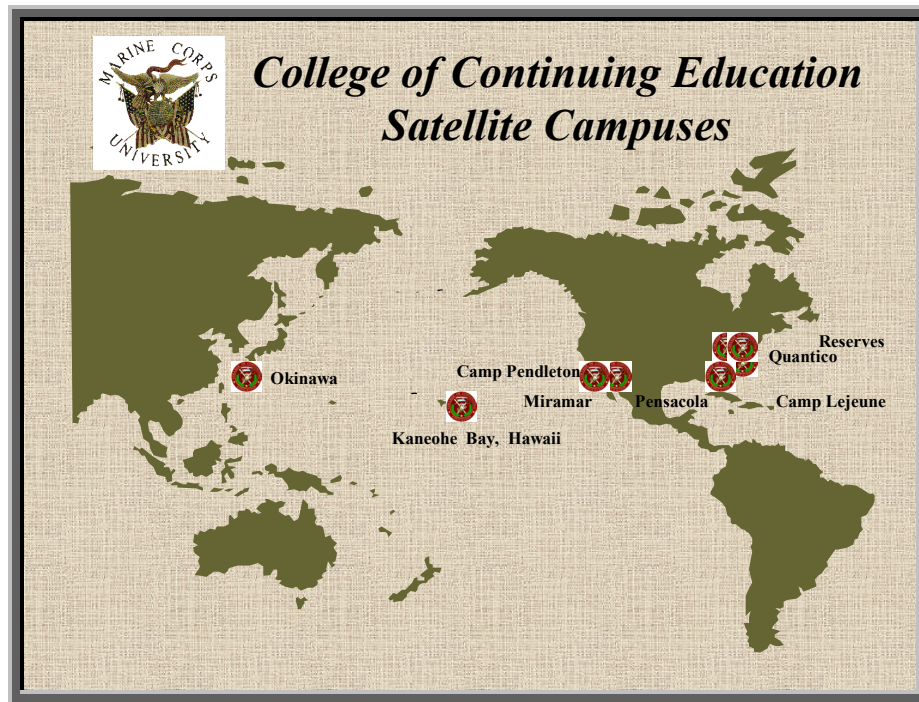 MARINE CORPS
UNIVERSITY
College of Continuing Education
Satellite Campuses
Reserves
Quantico
Camp Pendleton
Okinawa
Miramar
Pensacola
Camp Lejeune
Kaneohe Bay, Hawaii